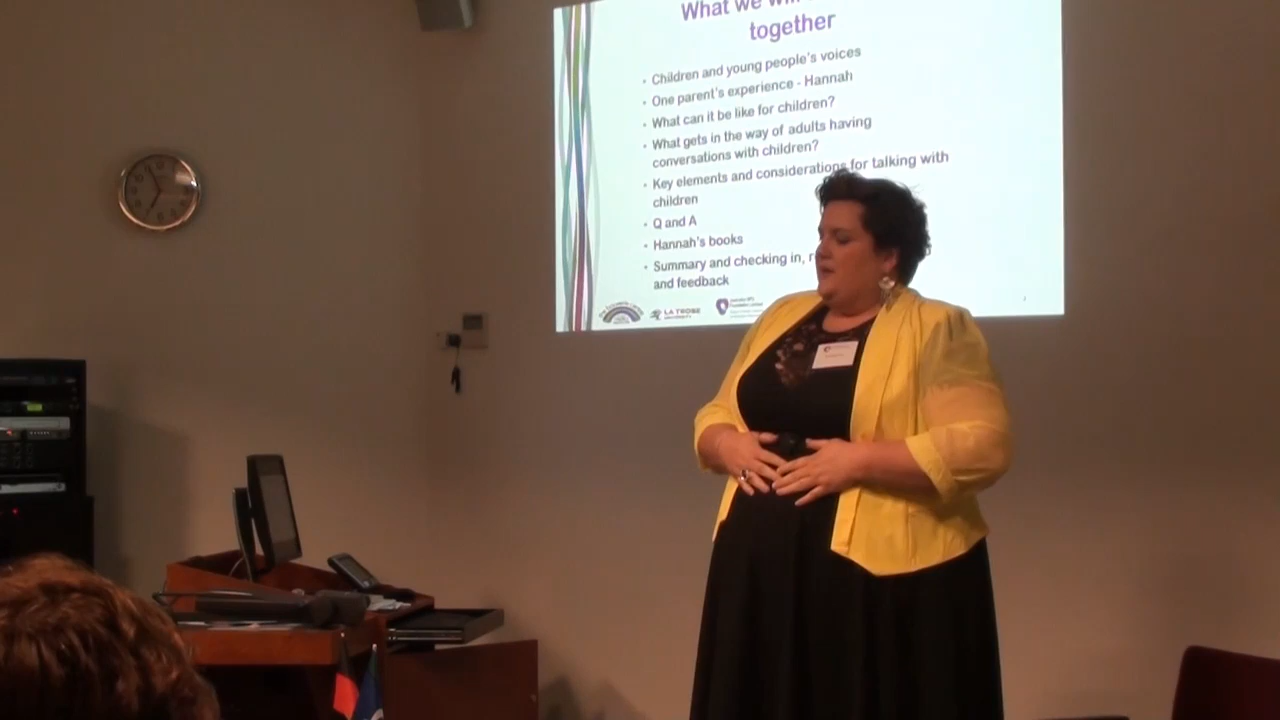 What we
together
• Children and young people's voices
• One parent's experience - Hannah
• What can it be like for children?
• What gets in the way of adults having
conversations with children?
• Key elements and considerations for talking with
children
• Q and A
• Hannah's books
• Summary and checking in,
and feedback
LA TROBE
UNIVERSITY